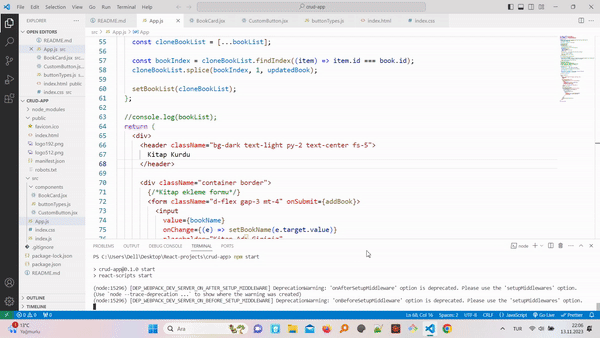 File Edit Selection View Go Run Terminal Help
crud-app
EXPLORER
README.md App.js BookCard.jsx CustomButton.jsx buttonTypes.js index.html index.css
OPEN EDITORS
README.md
App.js src
BookCard.jsx src...
CustomButton.jsx...
buttonTypes.js src...
index.html public
index.css src
CRUD-APP
node_modules
public
favicon.ico
index.html
logo192.png
logo512.png
manifest.json
robots.txt
src
components
BookCard.jsx
buttonTypes.js
CustomButton.jsx
App.js
index.css
index.js
.gitignore
package-lock.json
package.json
README.md
OUTLINE
TIMELINE
src > App.js > App
55 const cloneBookList = [...bookList];
56
57 const bookIndex = cloneBookList.findIndex((item) => item.id === book.id);
58 cloneBookList.splice(bookIndex, 1, updatedBook);
59
60 setBookList(cloneBookList);
61 };
62
63 //console.log(bookList);
64 return (
65 <div>
66 <header className="bg-dark text-light py-2 text-center fs-5">
67 Kitap Kurdu
68 </header>
69
70 <div className="container border">
71 {/*Kitap ekleme formu*/}
72 <form className="d-flex gap-3 mt-4" onSubmit={addBook}>
73 <input
74 value={bookName}
75 onChange={(e) => setBookName(e.target.value)}
PROBLEMS OUTPUT DEBUG CONSOLE TERMINAL PORTS
node
PS C:\Users\Dell\Desktop\React-projects\crud-app> npm start
> crud-app@0.1.0 start
> react-scripts start
(node:15296) [DEP_WEBPACK_DEV_SERVER_ON_AFTER_SETUP_MIDDLEWARE] DeprecationWarning: 'onAfterSetupMiddleware' option is deprecated. Please use the 'setupMiddlewares' option.
(Use `node --trace-deprecation ...` to show where the warning was created)
(node:15296) [DEP_WEBPACK_DEV_SERVER_ON_BEFORE_SETUP_MIDDLEWARE] DeprecationWarning: 'onBeforeSetupMiddleware' option is deprecated. Please use the 'setupMiddlewares' option.
0 0 0 Ln 68, Col 16 Spaces: 2 UTF-8 CRLF JavaScript Go Live Prettier
13°C
Yağmurlu
Ara
TUR
22:06
13.11.2023